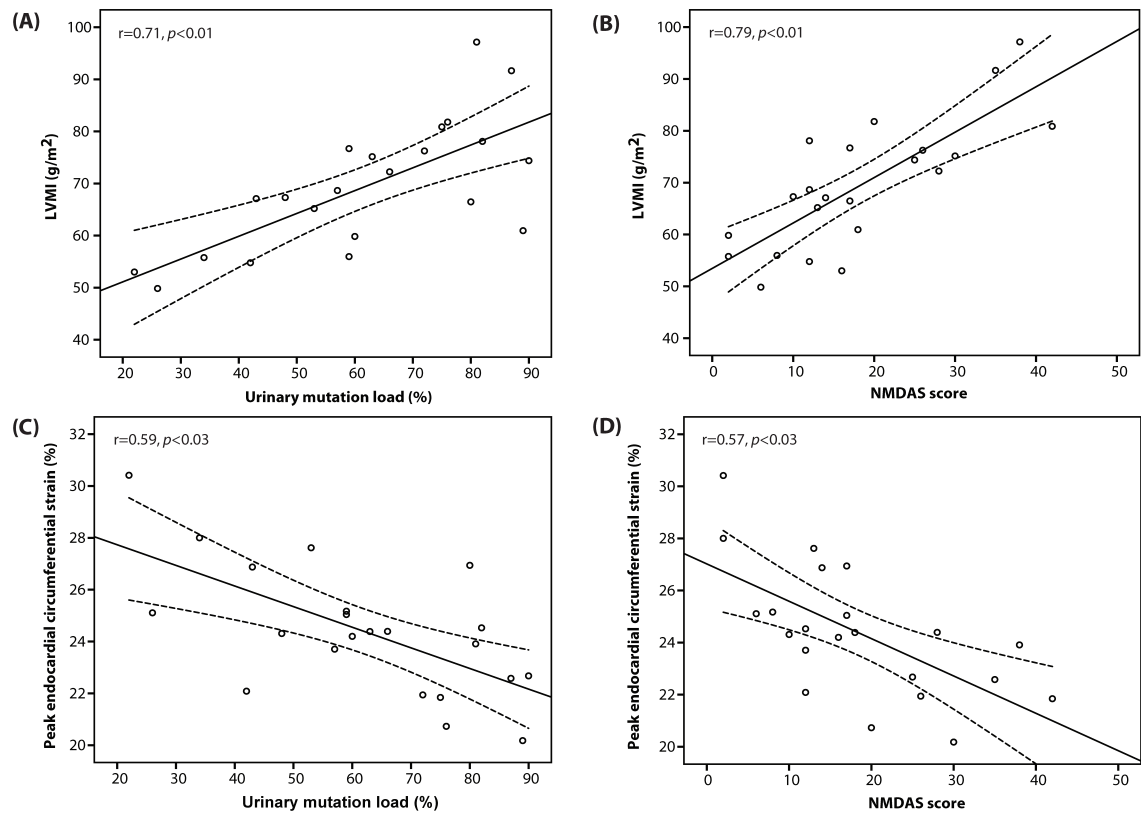 (A)
r=0.71, p<0.01
100
90
80
70
60
50
40
LVMI (g/m²)
20 30 40 50 60 70 80 90
Urinary mutation load (%)
(B)
r=0.79, p<0.01
100
90
80
70
60
50
40
LVMI (g/m²)
0 10 20 30 40 50
NMDAS score
(C)
r=0.59, p<0.03
32
30
28
26
24
22
20
Peak endocardial circumferential strain (%)
20 30 40 50 60 70 80 90
Urinary mutation load (%)
(D)
r=0.57, p<0.03
32
30
28
26
24
22
20
Peak endocardial circumferential strain (%)
0 10 20 30 40 50
NMDAS score